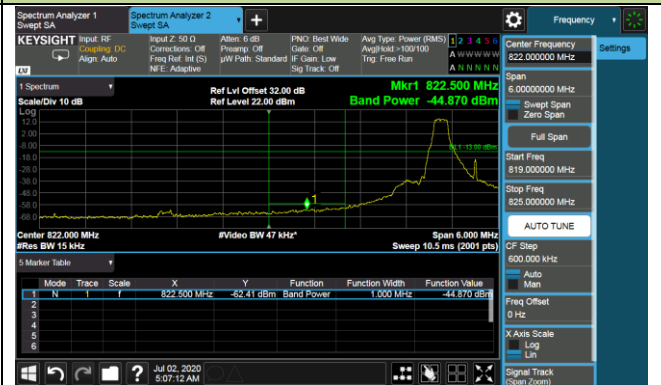 Spectrum Analyzer 1
Swept SA
Spectrum Analyzer 2
Swept SA
+
Frequency
KEYSIGHT
Input: RF
Coupling: DC
Align: Auto
Input Z: 50 Ω
Corrections: Off
Freq Ref: Int (S)
NFE: Adaptive
Atten: 6 dB
Preamp: Off
µW Path: Standard
PNO: Best Wide
Gate: Off
IF Gain: Low
Sig Track: Off
Avg Type: Power (RMS)
Avg|Hold:>100/100
Trig: Free Run
1 2 3 4 5 6
A W W W W W
A N N N N N
LXI
1 Spectrum
Scale/Div 10 dB
Ref Lvl Offset 32.00 dB
Ref Level 22.00 dBm
Mkr1 822.500 MHz
Band Power -44.870 dBm
Log
12.0
2.00
-8.00
-18.0
-28.0
-38.0
-48.0
-58.0
-68.0
DL1 -13.00 dBm
1
Center 822.000 MHz
#Res BW 15 kHz
#Video BW 47 kHz*
Span 6.000 MHz
Sweep 10.5 ms (2001 pts)
5 Marker Table
Mode Trace Scale X Y Function Function Width Function Value
1 N 1 f 822.500 MHz -62.41 dBm Band Power 1.000 MHz -44.870 dBm
2
3
4
5
6
Jul 02, 2020
5:07:12 AM
Center Frequency
822.000000 MHz
Settings
Span
6.00000000 MHz
Swept Span
Zero Span
Full Span
Start Freq
819.000000 MHz
Stop Freq
825.000000 MHz
AUTO TUNE
CF Step
600.000 kHz
Auto
Man
Freq Offset
0 Hz
X Axis Scale
Log
Lin
Signal Track
(Span Zoom)